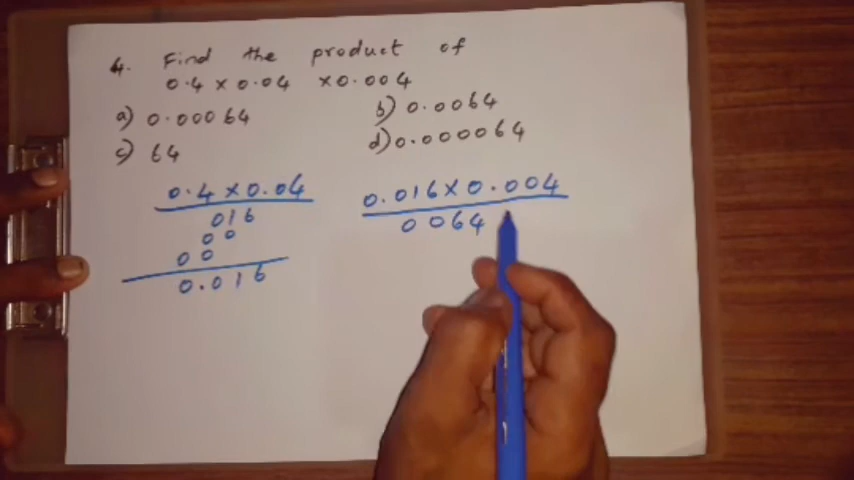 4. Find the product of
0.4 × 0.04 × 0.004
a) 0.00064 b) 0.0064
c) 64 d) 0.000064
0.4 × 0.04
016
00
00
0.016
0.016 × 0.004
0064